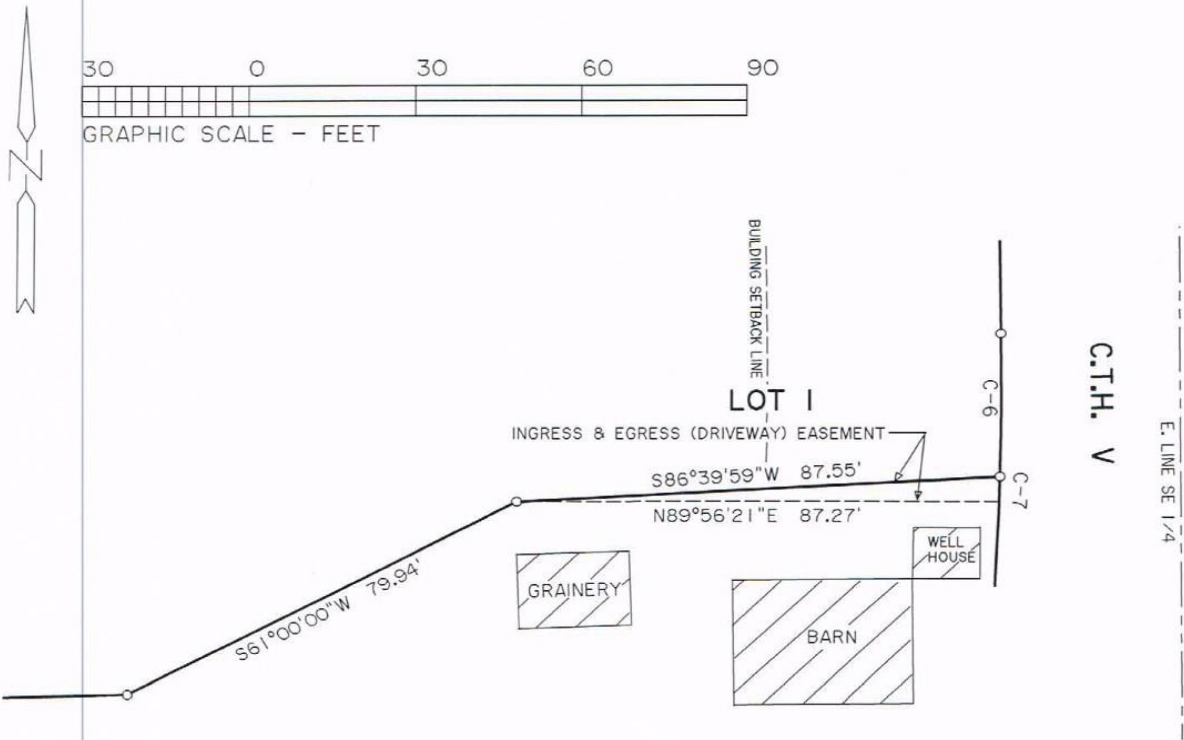 30 0 30 60 90
GRAPHIC SCALE - FEET
N
BUILDING SETBACK LINE
C.T.H. V
C-6
LOT 1
E. LINE SE 1/4
INGRESS & EGRESS (DRIVEWAY) EASEMENT
S86°39'59"W 87.55'
C-7
N89°56'21"E 87.27'
WELL
HOUSE
GRAINERY
S61°00'00"W 79.94'
BARN